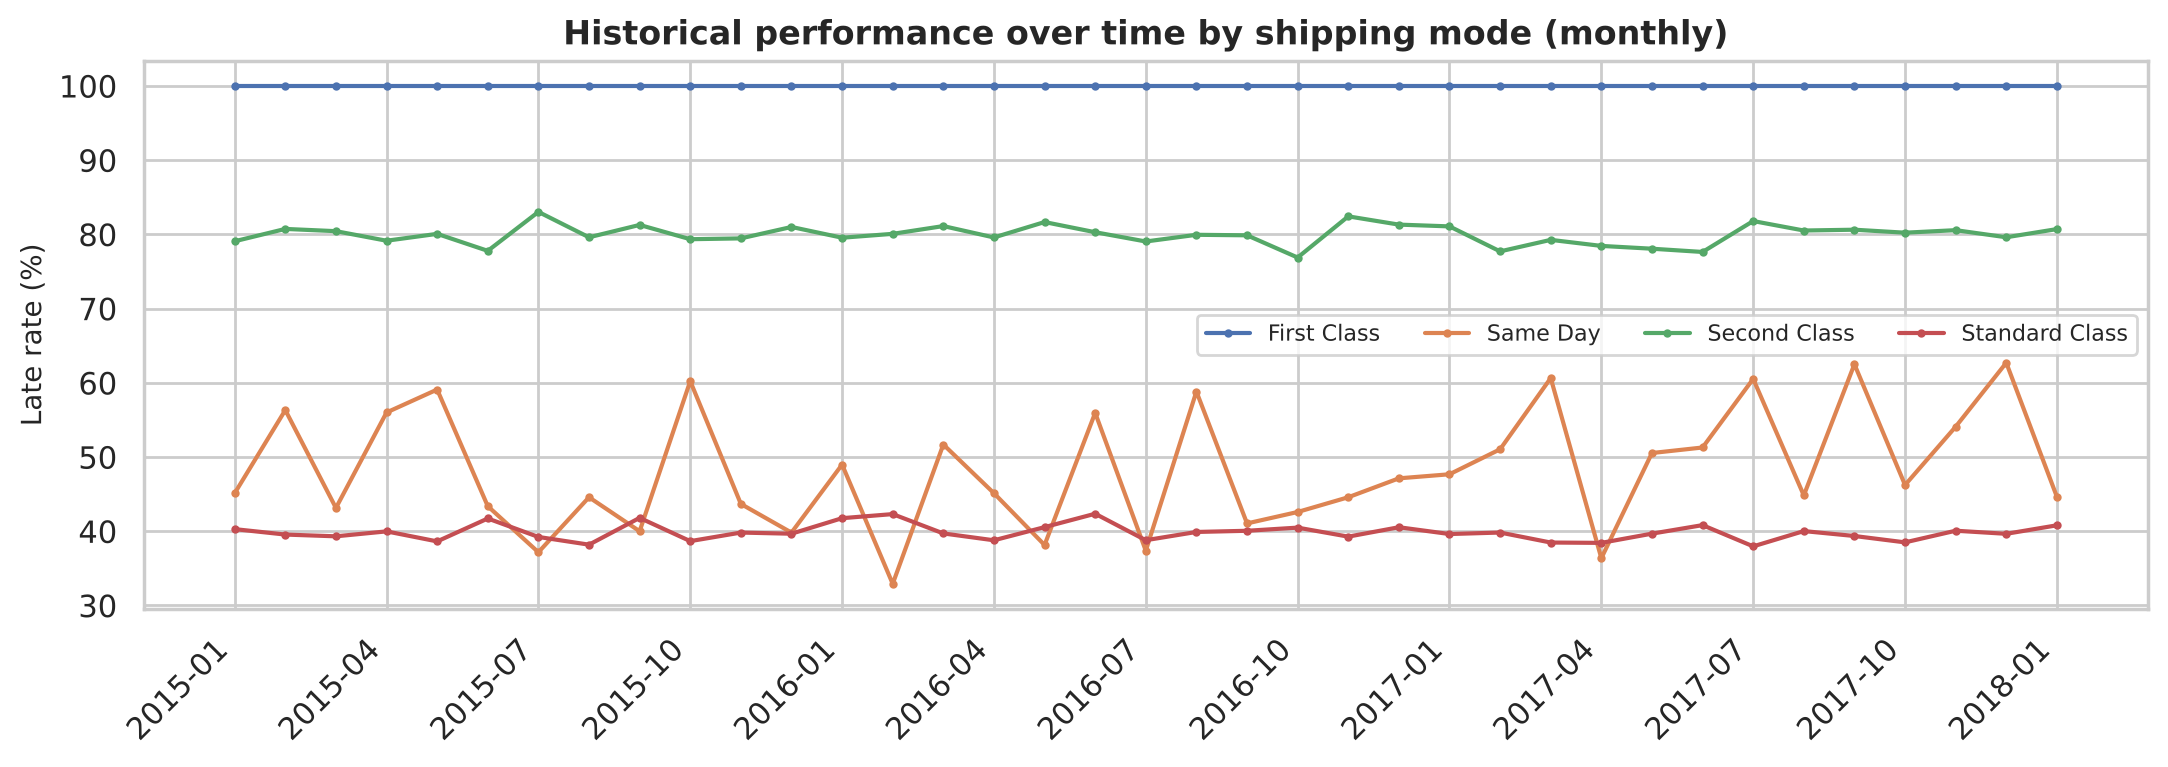 Historical performance over time by shipping mode (monthly)
Late rate (%)
100
90
80
70
60
50
40
30
First Class Same Day Second Class Standard Class
2015-01 2015-04 2015-07 2015-10 2016-01 2016-04 2016-07 2016-10 2017-01 2017-04 2017-07 2017-10 2018-01